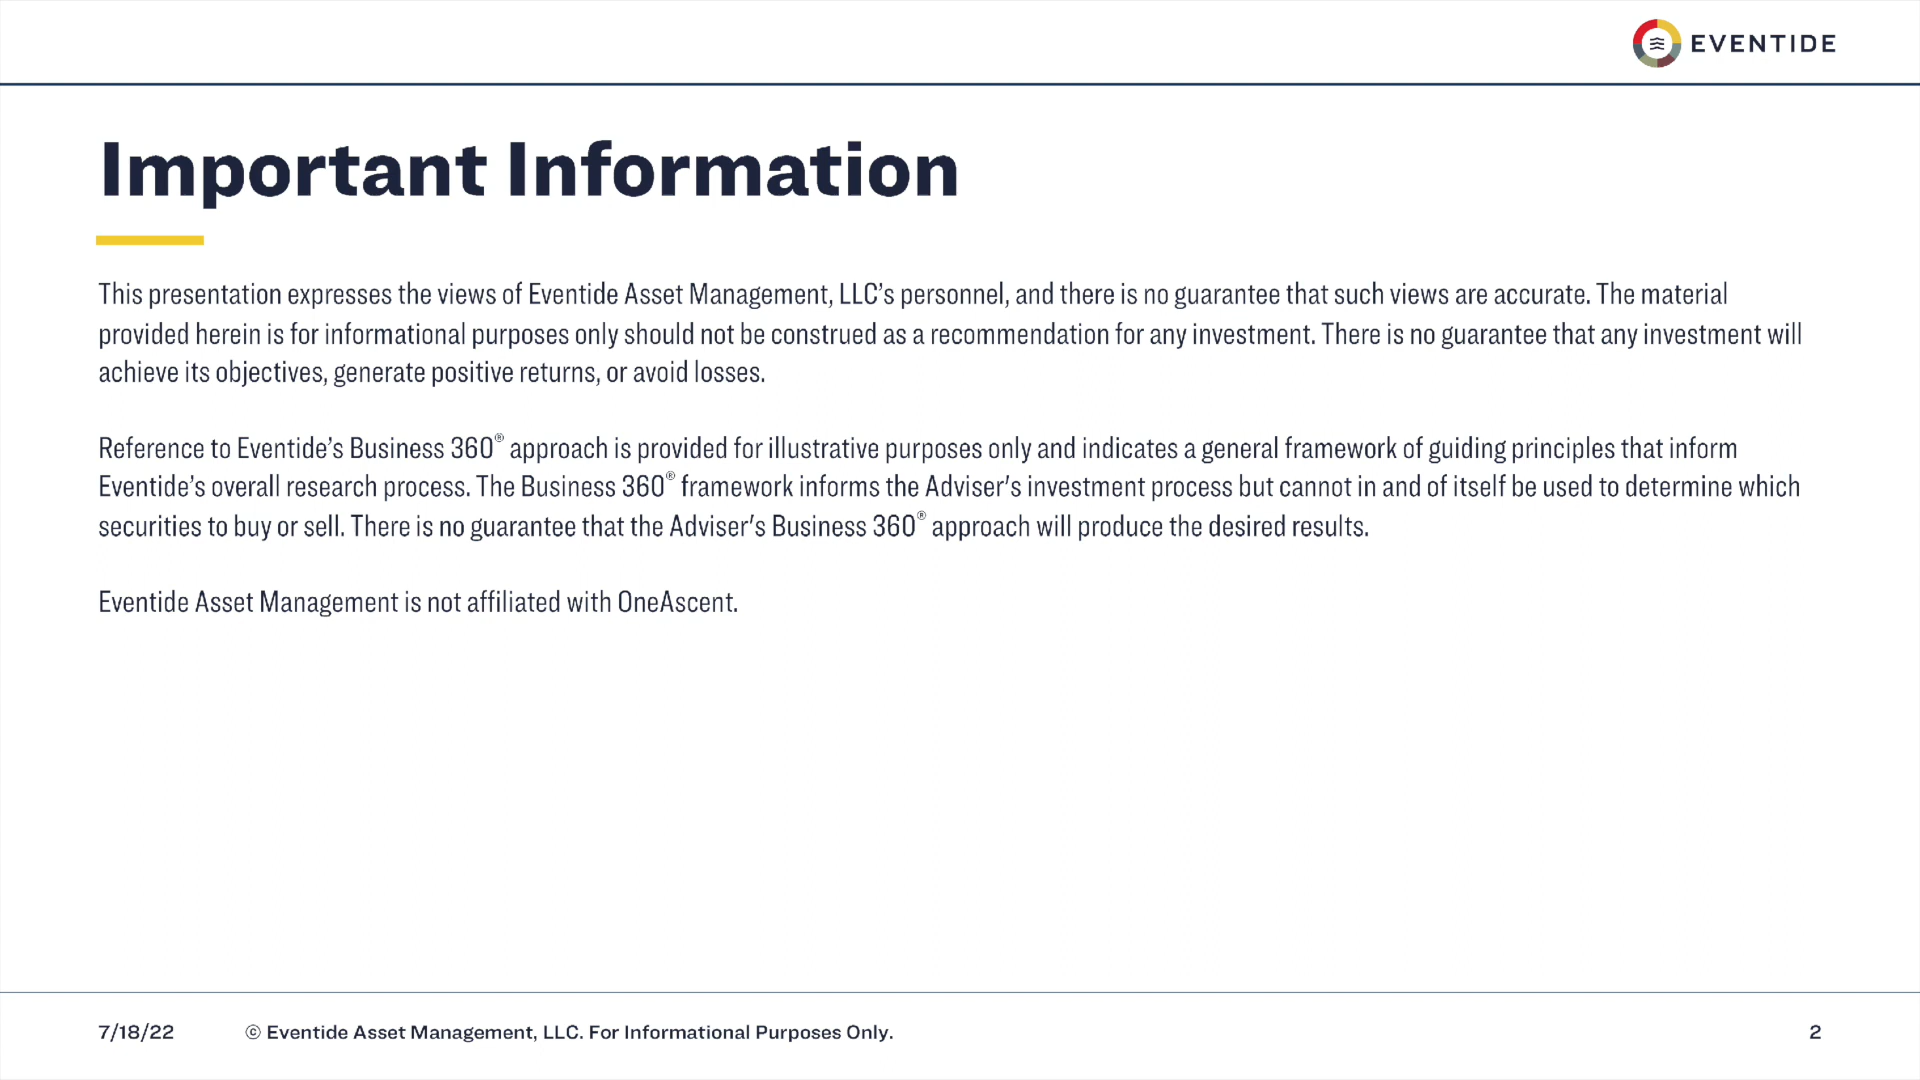 EVENTIDE
Important Information
This presentation expresses the views of Eventide Asset Management, LLC’s personnel, and there is no guarantee that such views are accurate. The material
provided herein is for informational purposes only should not be construed as a recommendation for any investment. There is no guarantee that any investment will
achieve its objectives, generate positive returns, or avoid losses.
Reference to Eventide’s Business 360® approach is provided for illustrative purposes only and indicates a general framework of guiding principles that inform
Eventide’s overall research process. The Business 360® framework informs the Adviser's investment process but cannot in and of itself be used to determine which
securities to buy or sell. There is no guarantee that the Adviser's Business 360® approach will produce the desired results.
Eventide Asset Management is not affiliated with OneAscent.
7/18/22 © Eventide Asset Management, LLC. For Informational Purposes Only. 2